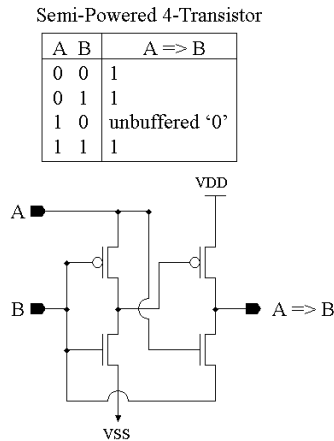 Semi-Powered 4-Transistor
A B A => B
0 0 1
0 1 1
1 0 unbuffered ‘0’
1 1 1
VDD
A
B
A => B
VSS